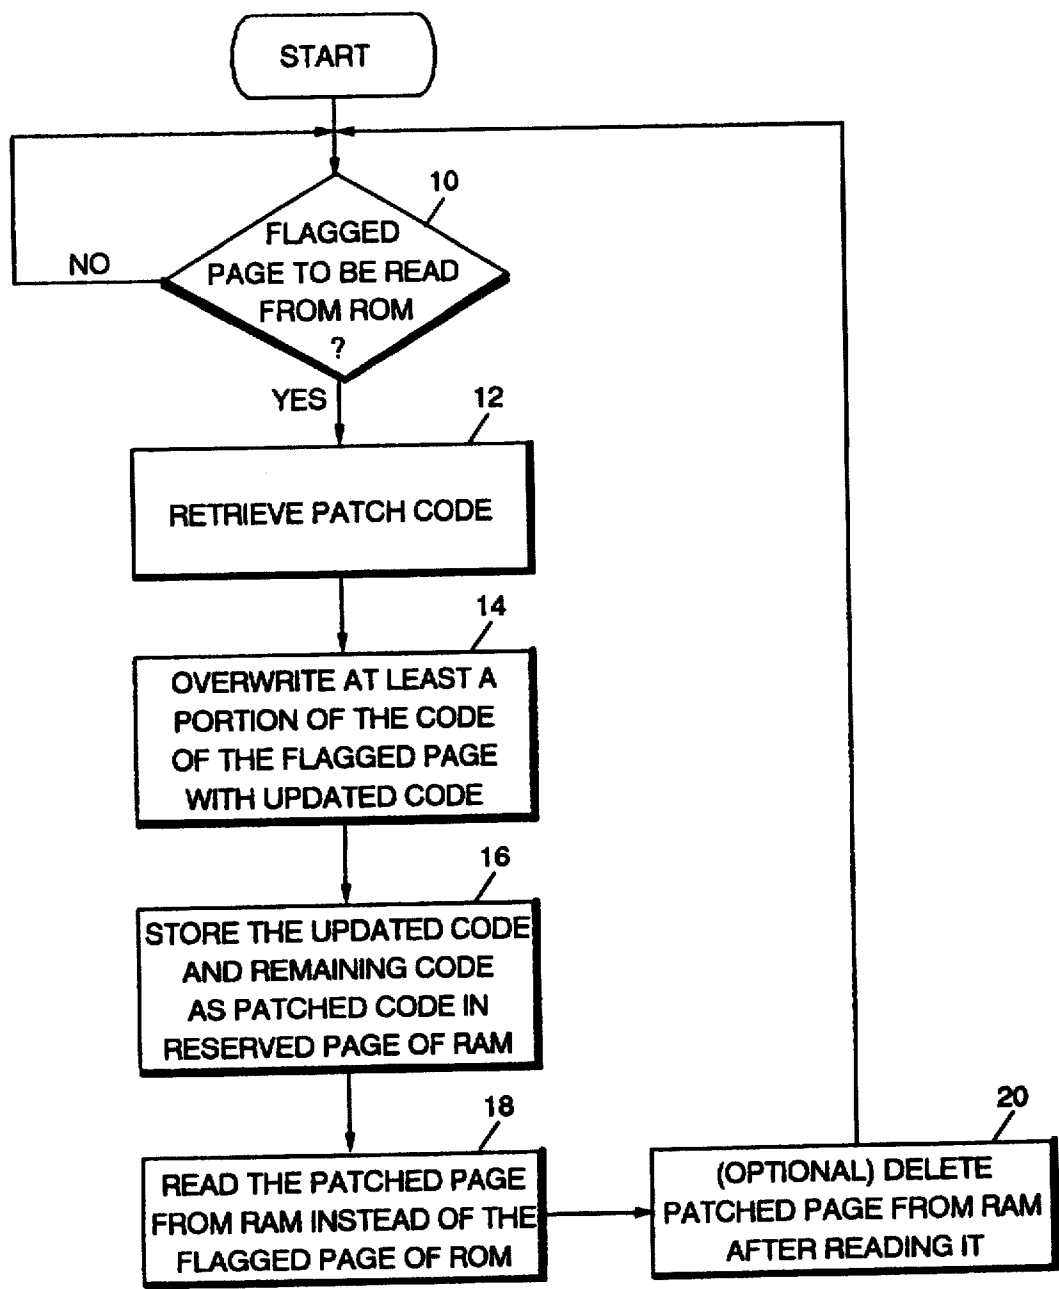 START
10
FLAGGED
PAGE TO BE READ
FROM ROM
?
NO
YES
12
RETRIEVE PATCH CODE
14
OVERWRITE AT LEAST A
PORTION OF THE CODE
OF THE FLAGGED PAGE
WITH UPDATED CODE
16
STORE THE UPDATED CODE
AND REMAINING CODE
AS PATCHED CODE IN
RESERVED PAGE OF RAM
18
READ THE PATCHED PAGE
FROM RAM INSTEAD OF THE
FLAGGED PAGE OF ROM
20
(OPTIONAL) DELETE
PATCHED PAGE FROM RAM
AFTER READING IT